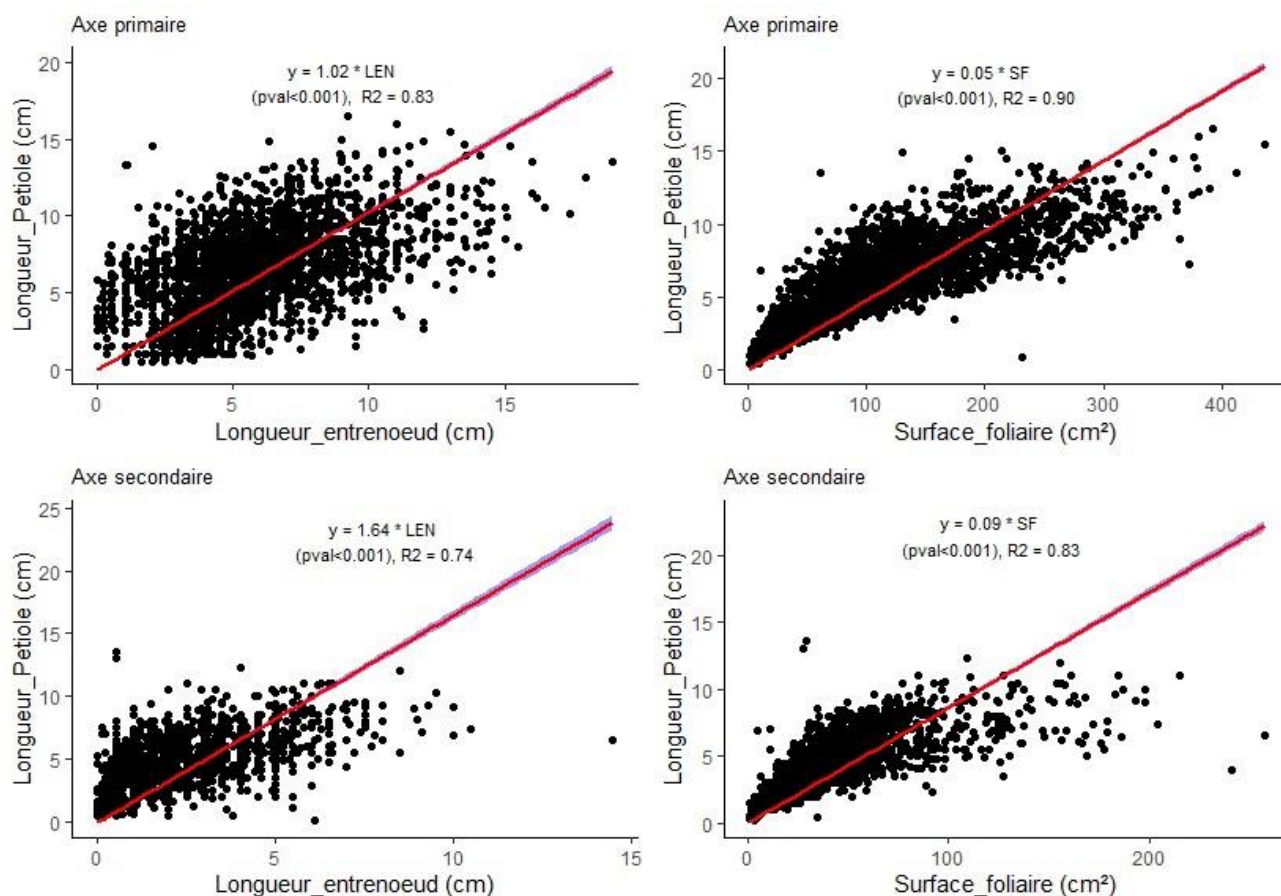 Axe primaire
y = 1.02 * LEN
(pval<0.001), R2 = 0.83
Longueur_Petiole (cm)
20
15
10
5
0
0 5 10 15
Longueur_entrenoeud (cm)
Axe primaire
y = 0.05 * SF
(pval<0.001), R2 = 0.90
Longueur_Petiole (cm)
20
15
10
5
0
0 100 200 300 400
Surface_foliaire (cm²)
Axe secondaire
y = 1.64 * LEN
(pval<0.001), R2 = 0.74
Longueur_Petiole (cm)
25
20
15
10
5
0
0 5 10 15
Longueur_entrenoeud (cm)
Axe secondaire
y = 0.09 * SF
(pval<0.001), R2 = 0.83
Longueur_Petiole (cm)
20
15
10
5
0
0 100 200
Surface_foliaire (cm²)